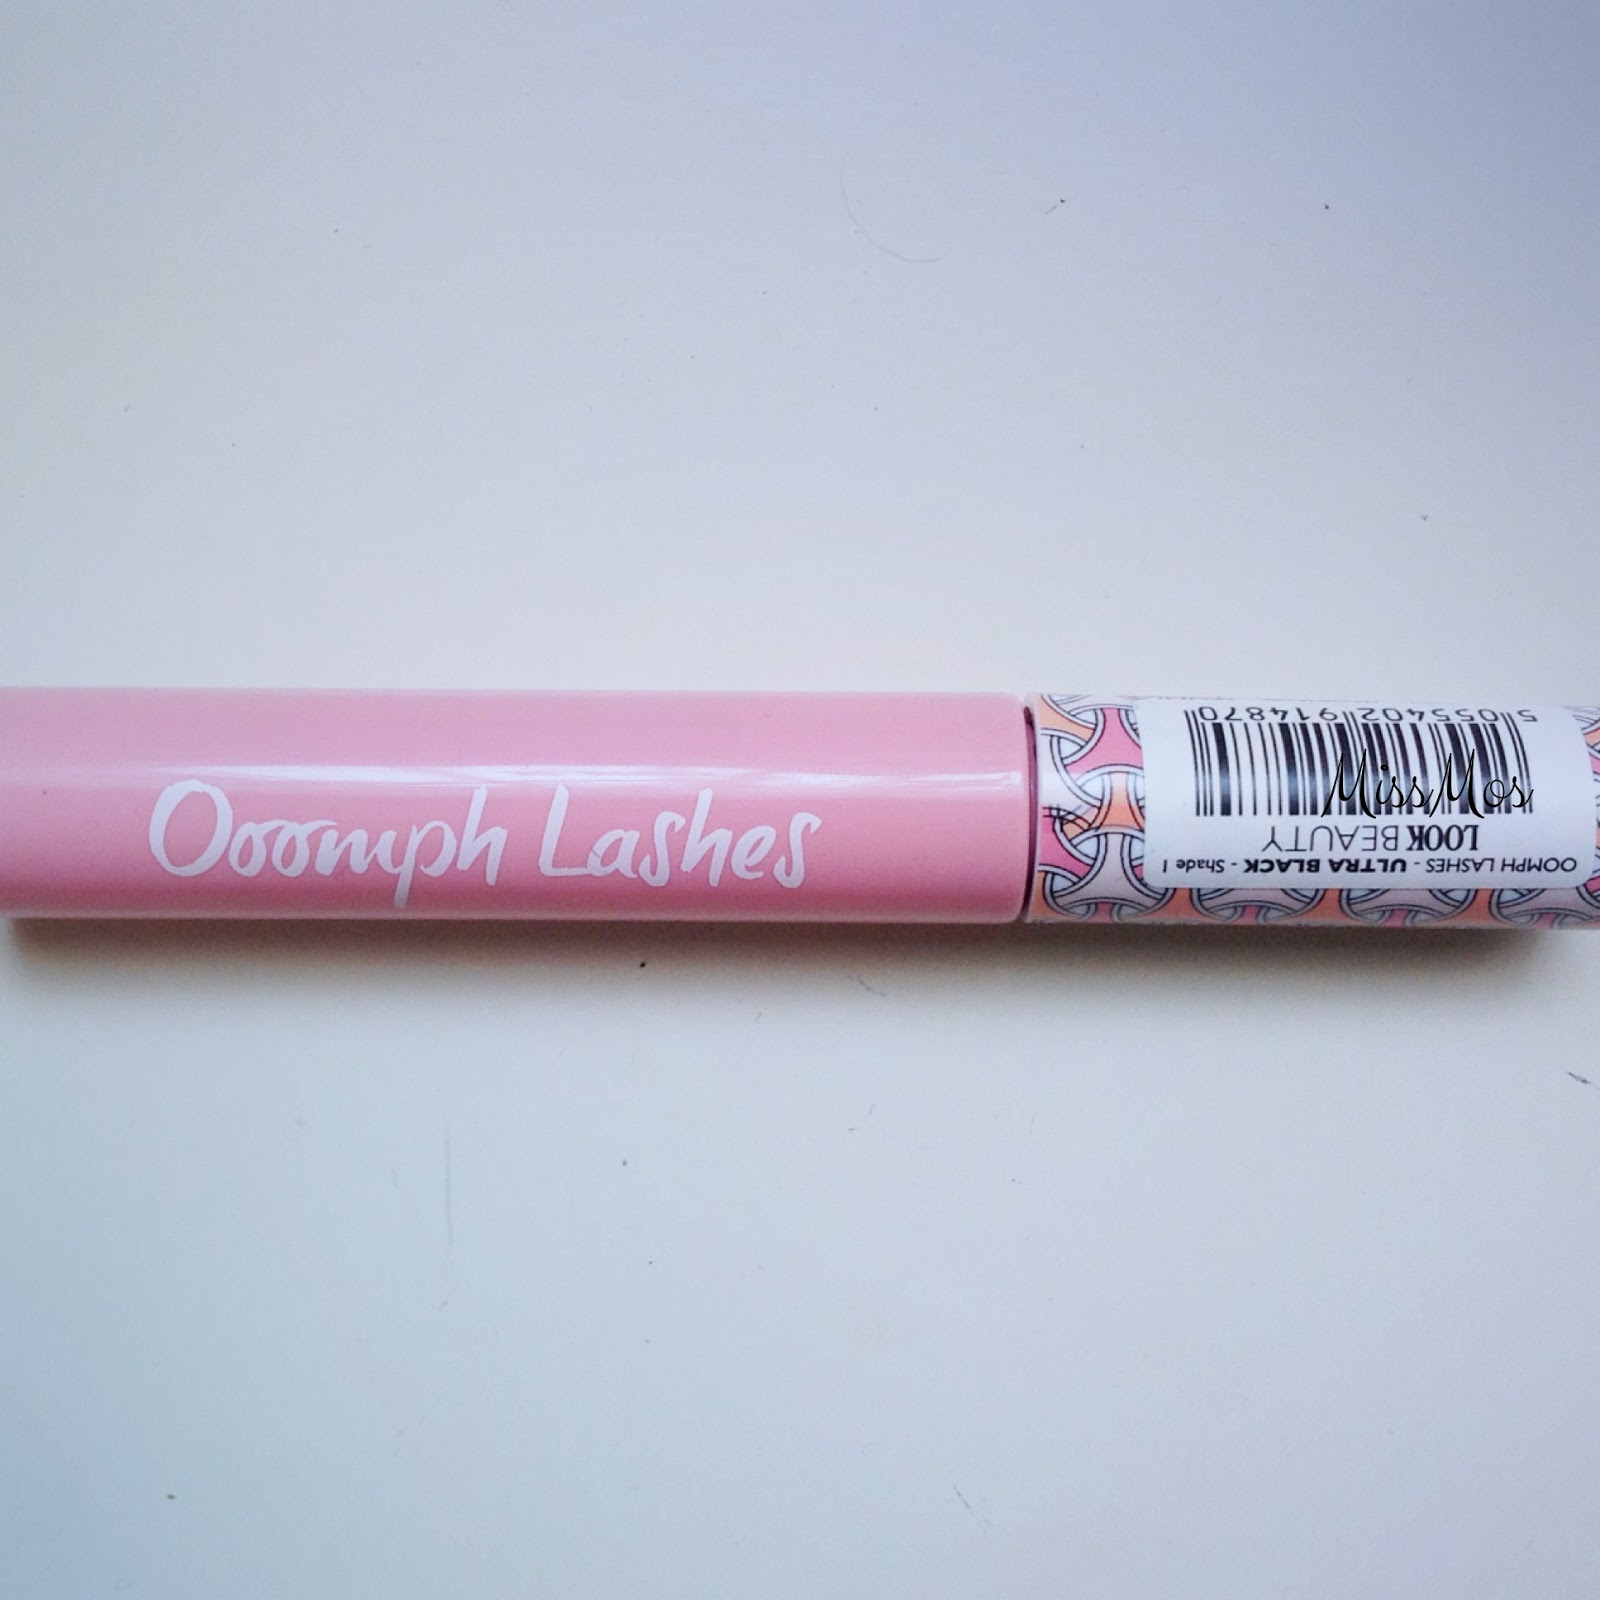 Ooomph Lashes
OOMPH LASHES - ULTRA BLACK - Shade 1
LOOK BEAUTY
5 055402 914870
MissMos